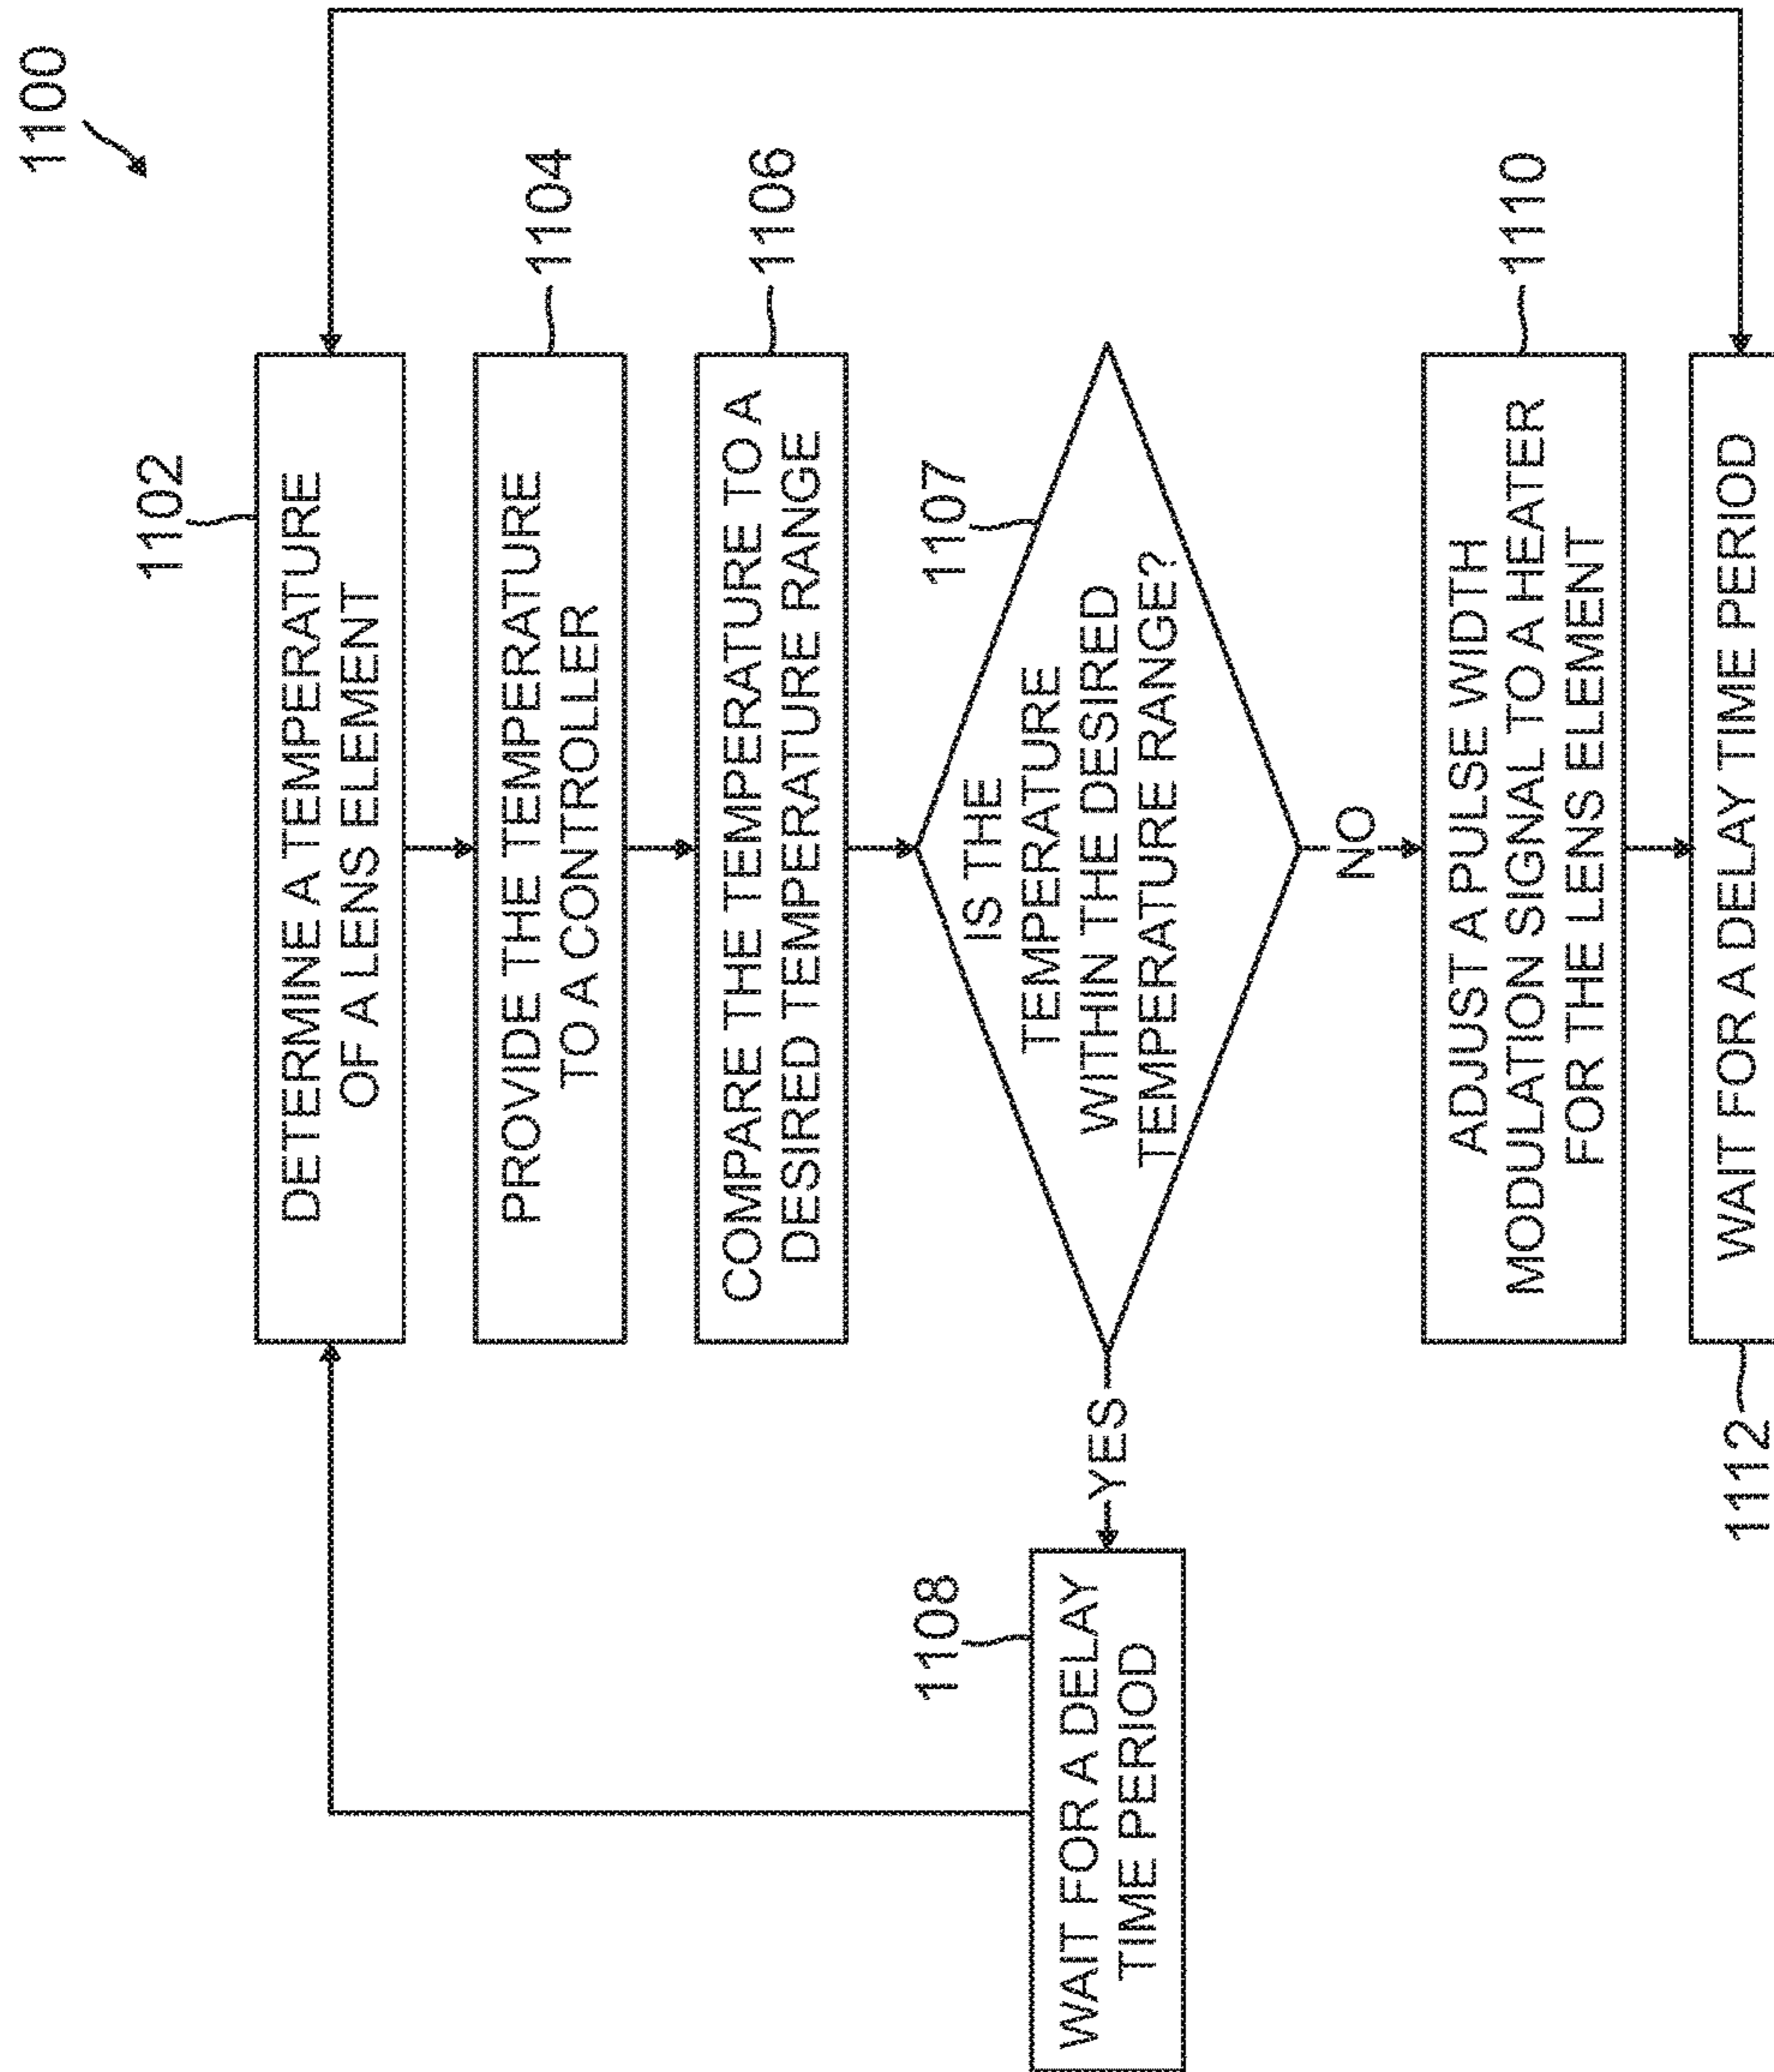 1100
1102
DETERMINE A TEMPERATURE
OF A LENS ELEMENT
PROVIDE THE TEMPERATURE
TO A CONTROLLER
1104
COMPARE THE TEMPERATURE TO A
DESIRED TEMPERATURE RANGE
1106
1107
IS THE
TEMPERATURE
WITHIN THE DESIRED
TEMPERATURE RANGE?
YES
1108
WAIT FOR A DELAY
TIME PERIOD
NO
ADJUST A PULSE WIDTH
MODULATION SIGNAL TO A HEATER
FOR THE LENS ELEMENT
1110
WAIT FOR A DELAY TIME PERIOD
1112